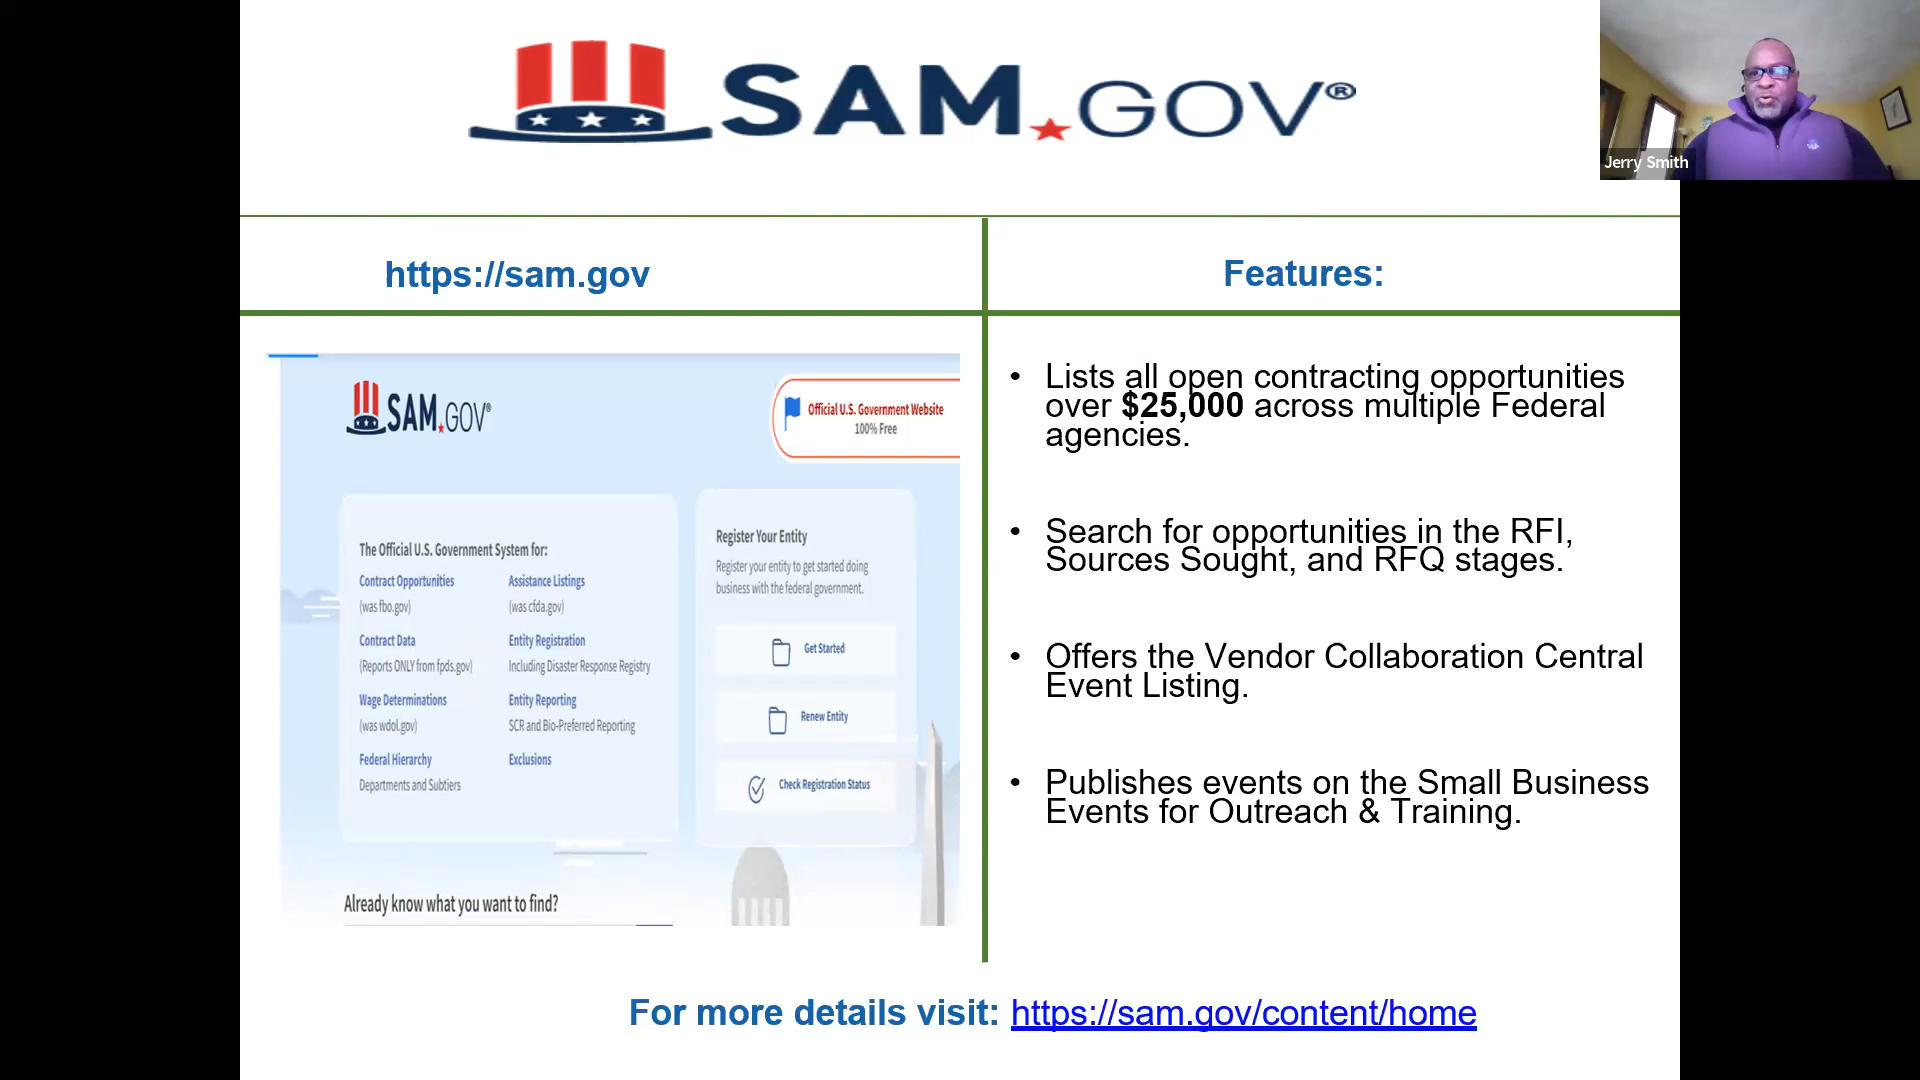 SAM.GOV®
Jerry Smith
https://sam.gov
Features:
SAM.GOV®
Official U.S. Government Website
100% Free
The Official U.S. Government System for:
Contract Opportunities
(was fbo.gov)
Contract Data
(Reports ONLY from fpds.gov)
Wage Determinations
(was wdol.gov)
Federal Hierarchy
Departments and Subtiers
Assistance Listings
(was cfda.gov)
Entity Registration
Including Disaster Response Registry
Entity Reporting
SCR and Bio-Preferred Reporting
Exclusions
Register Your Entity
Register your entity to get started doing
business with the federal government.
Get Started
Renew Entity
Check Registration Status
Already know what you want to find?
• Lists all open contracting opportunities
over $25,000 across multiple Federal
agencies.
• Search for opportunities in the RFI,
Sources Sought, and RFQ stages.
• Offers the Vendor Collaboration Central
Event Listing.
• Publishes events on the Small Business
Events for Outreach & Training.
For more details visit: https://sam.gov/content/home